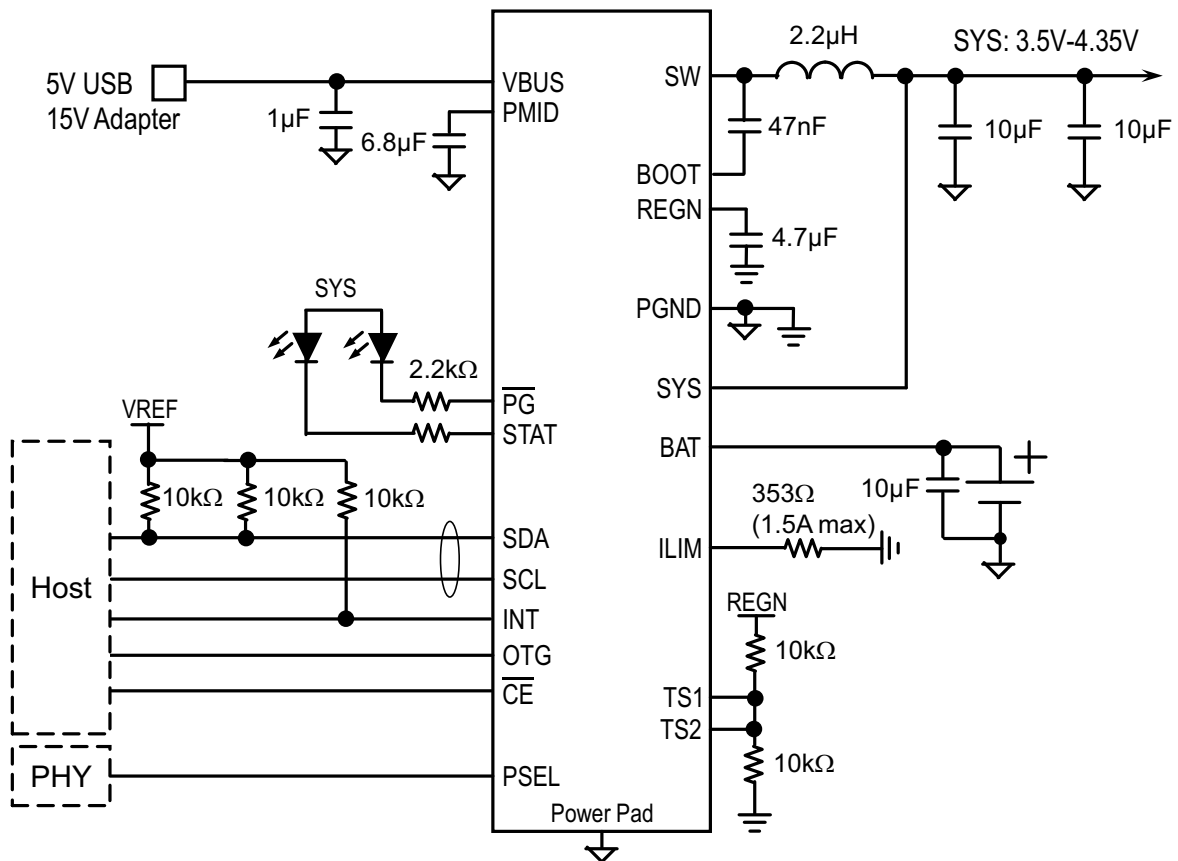 5V USB
15V Adapter
1µF
6.8µF
VBUS
PMID
SW
2.2µH
SYS: 3.5V-4.35V
47nF
10µF
10µF
BOOT
REGN
4.7µF
PGND
SYS
SYS
2.2kΩ
PG
STAT
VREF
10kΩ
10kΩ
10kΩ
BAT
10µF
353Ω
(1.5A max)
ILIM
Host
SDA
SCL
INT
OTG
CE
REGN
10kΩ
TS1
TS2
10kΩ
PHY
PSEL
Power Pad